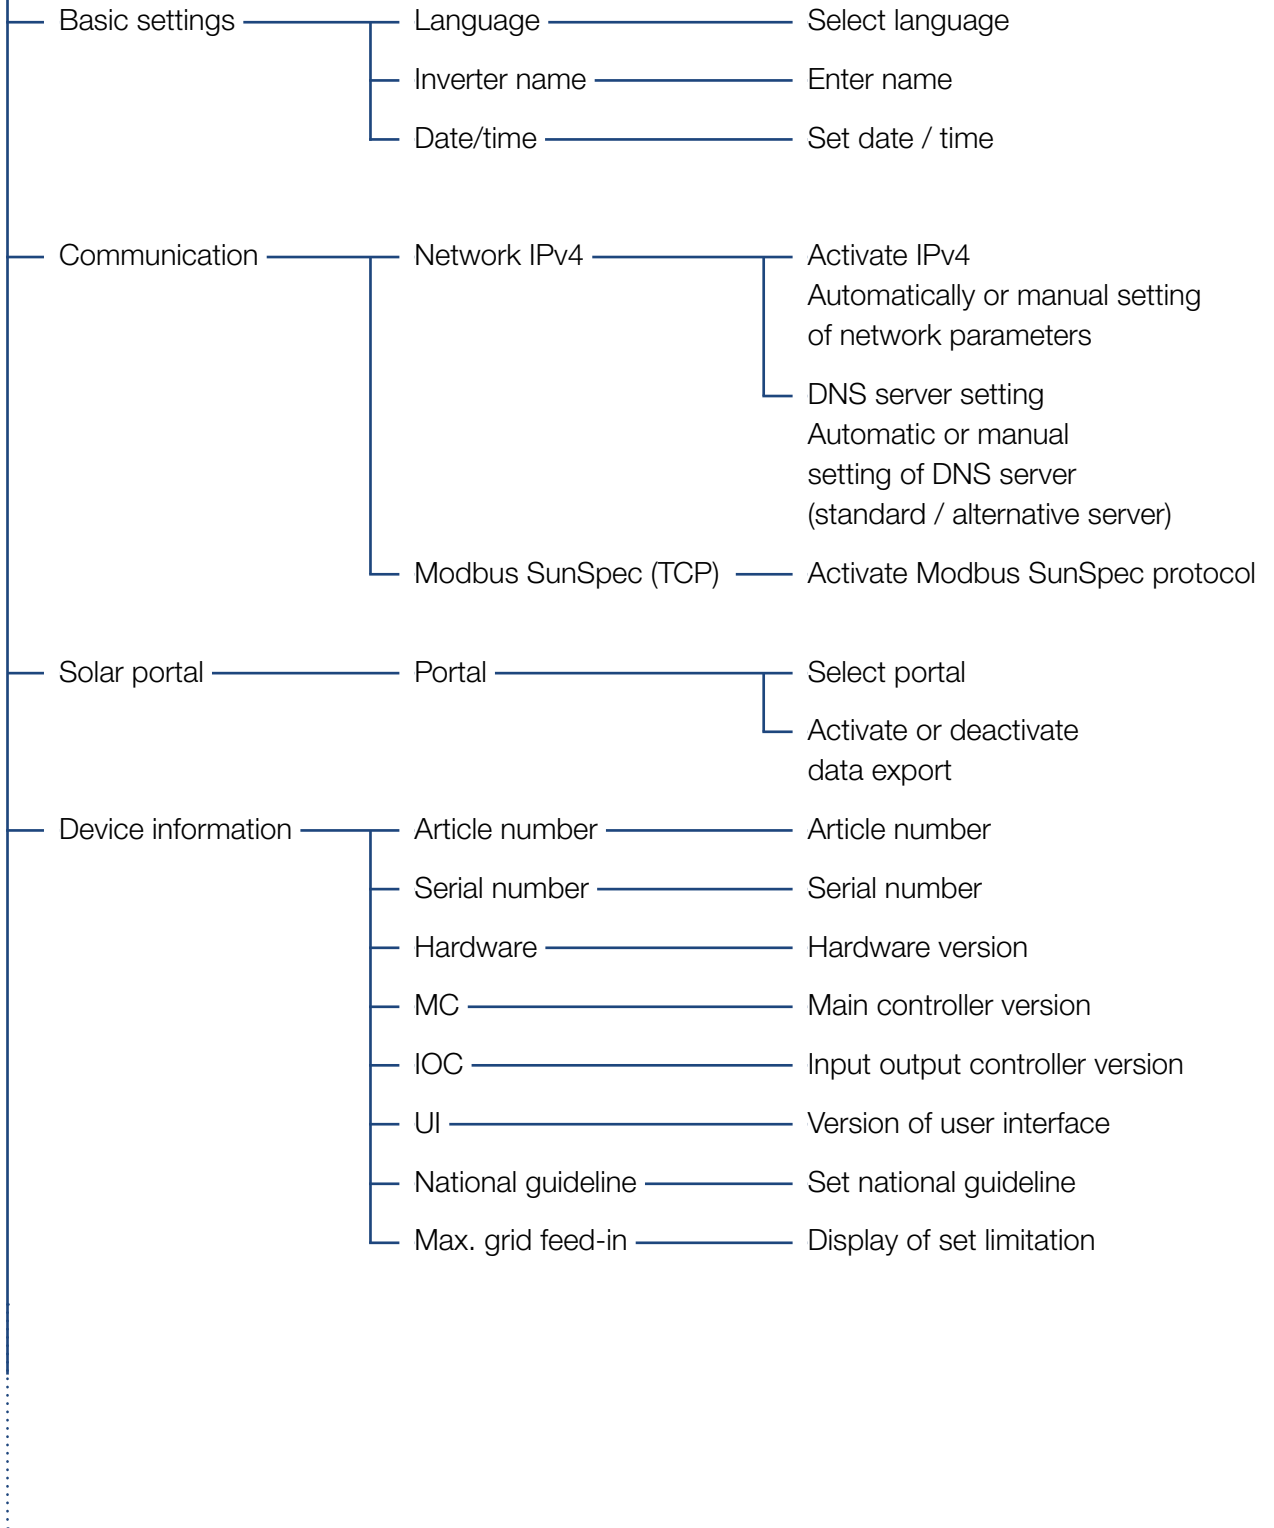 Basic settings Language Select language
Inverter name Enter name
Date/time Set date / time
Communication Network IPv4 Activate IPv4
Automatically or manual setting
of network parameters
DNS server setting
Automatic or manual
setting of DNS server
(standard / alternative server)
Modbus SunSpec (TCP) Activate Modbus SunSpec protocol
Solar portal Portal Select portal
Activate or deactivate
data export
Device information Article number Article number
Serial number Serial number
Hardware Hardware version
MC Main controller version
IOC Input output controller version
UI Version of user interface
National guideline Set national guideline
Max. grid feed-in Display of set limitation